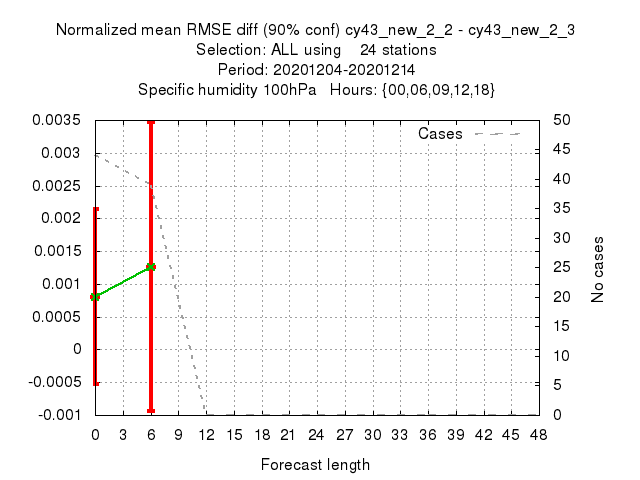 Normalized mean RMSE diff (90% conf) cy43_new_2_2 - cy43_new_2_3
Selection: ALL using    24 stations
Period: 20201204-20201214
Specific humidity 100hPa   Hours: {00,06,09,12,18}
Cases
0.0035
0.003
0.0025
0.002
0.0015
0.001
0.0005
0
-0.0005
-0.001
50
45
40
35
30
25
20
15
10
5
0
No cases
0 3 6 9 12 15 18 21 24 27 30 33 36 39 42 45 48
Forecast length